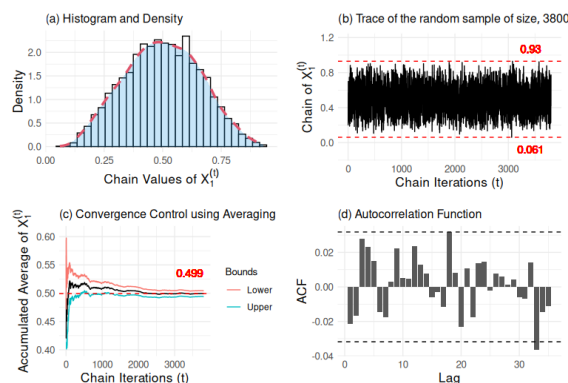 (a) Histogram and Density
2.0
1.5
1.0
0.5
0.0
Density
0.00
0.25
0.50
0.75
Chain Values of X₁⁽ᵗ⁾
(b) Trace of the random sample of size, 3800
1.2
0.8
0.4
0.0
Chain of X₁⁽ᵗ⁾
0.93
0.061
0
1000
2000
3000
Chain Iterations (t)
(c) Convergence Control using Averaging
0.60
0.55
0.50
0.45
0.40
Accumulated Average of X₁⁽ᵗ⁾
0.499
Bounds
Lower
Upper
0
1000
2000
3000
Chain Iterations (t)
(d) Autocorrelation Function
0.02
0.00
-0.02
-0.04
ACF
0
10
20
30
Lag